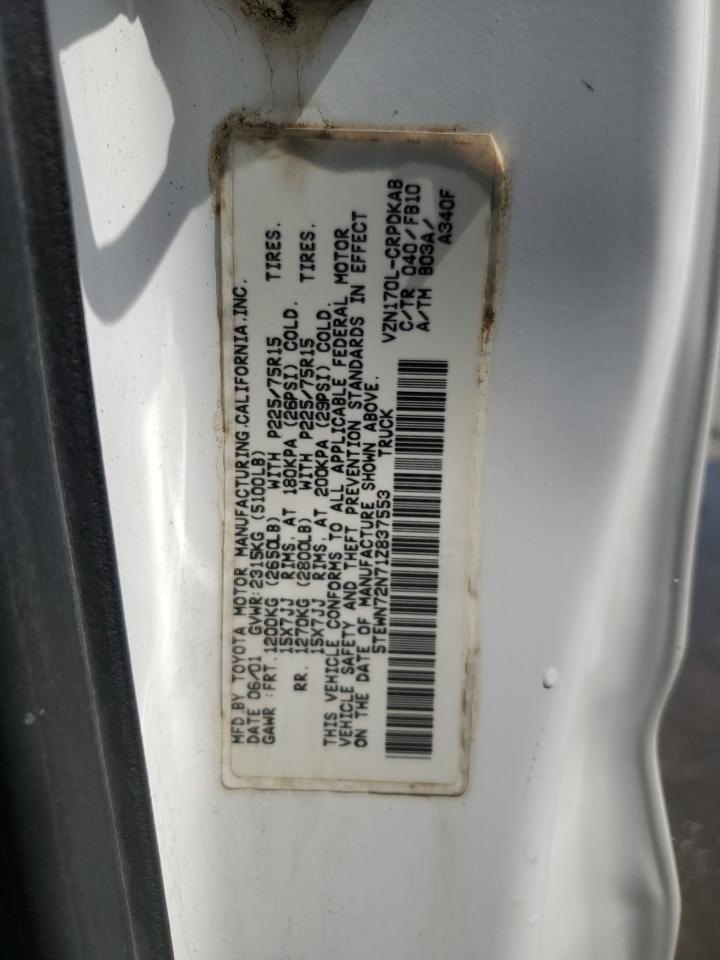 MFD.BY TOYOTA MOTOR MANUFACTURING.CALIFORNIA.INC.
DATE 06/01 GVWR:2315KG (5100LB)
GAWR :FRT.1200KG (2650LB) WITH P225/75R15 TIRES.
15X7JJ RIMS. AT 180KPA (26PSI) COLD.
RR. 1270KG (2800LB) WITH P225/75R15 TIRES.
15X7JJ RIMS. AT 200KPA (29PSI) COLD.
THIS VEHICLE CONFORMS TO ALL APPLICABLE FEDERAL MOTOR
VEHICLE SAFETY AND THEFT PREVENTION STANDARDS IN EFFECT
ON THE DATE OF MANUFACTURE SHOWN ABOVE.
5TEWN72N71Z837553 TRUCK
VZN170L-CRPDKAB
C/TR 040/FB10
A/TM B03A/
A340F